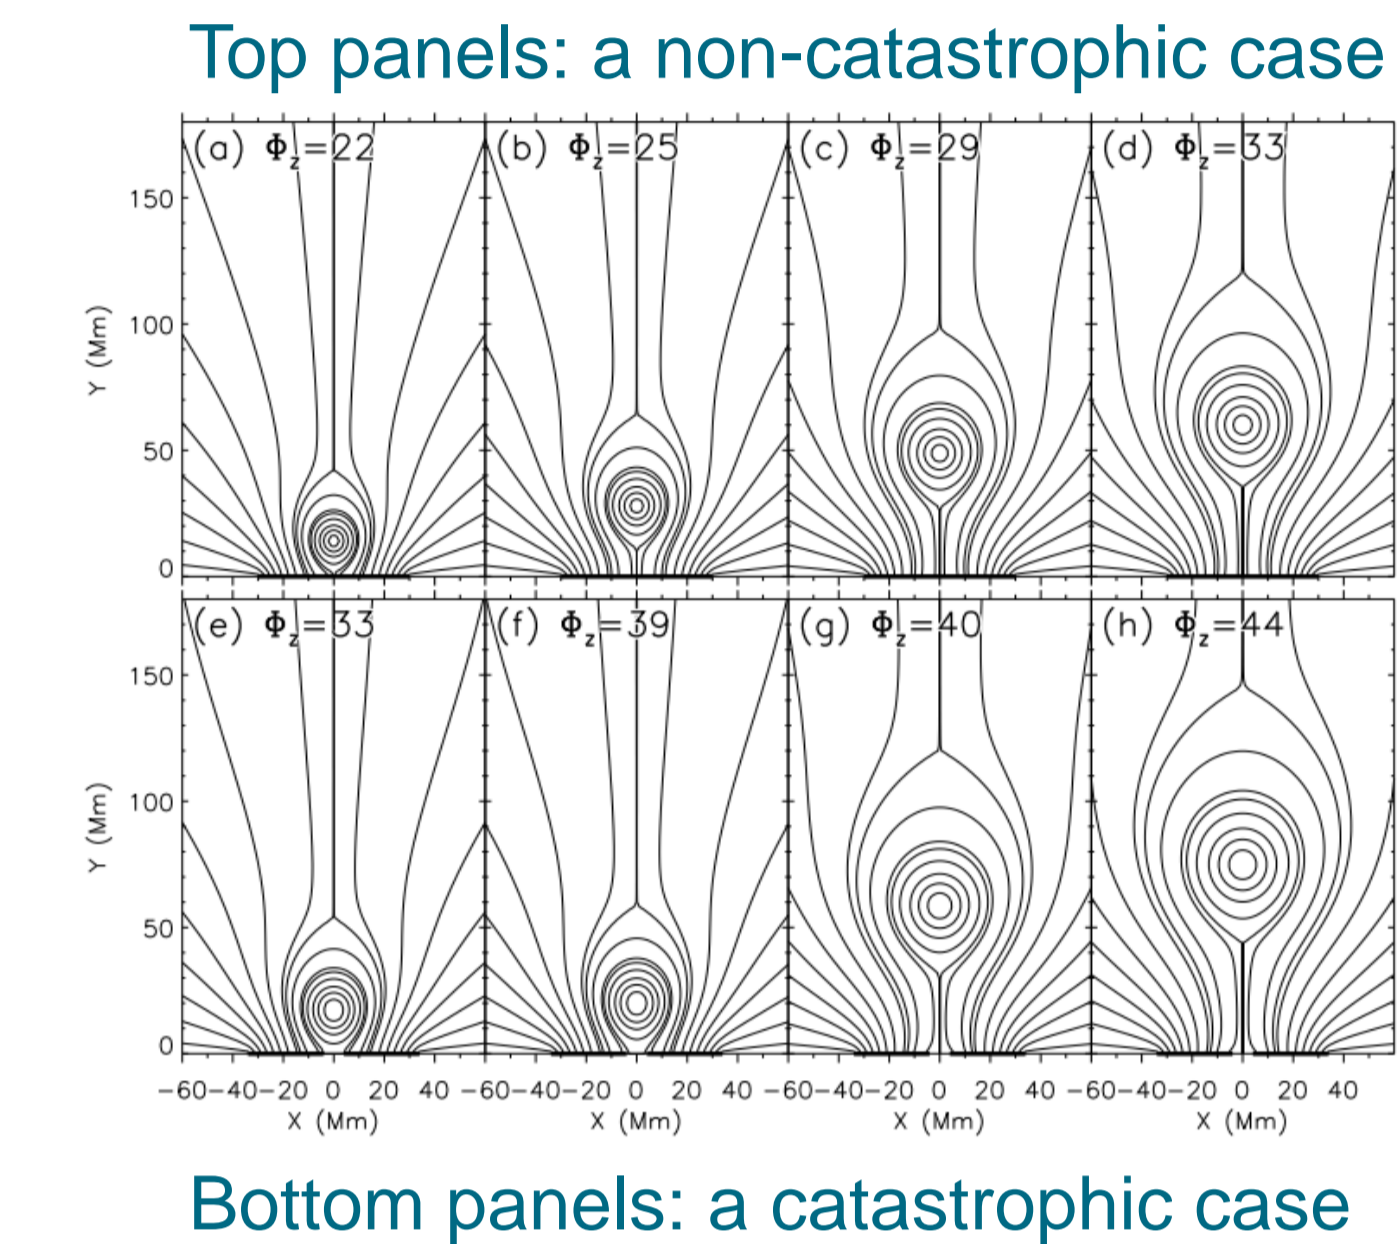 Top panels: a non-catastrophic case
(a) Φz=22 (b) Φz=25 (c) Φz=29 (d) Φz=33
150
100
50
0
Y (Mm)
(e) Φz=33 (f) Φz=39 (g) Φz=40 (h) Φz=44
150
100
50
0
Y (Mm)
-60 -40 -20 0 20 40 -60 -40 -20 0 20 40 -60 -40 -20 0 20 40 -60 -40 -20 0 20 40
X (Mm) X (Mm) X (Mm) X (Mm)
Bottom panels: a catastrophic case